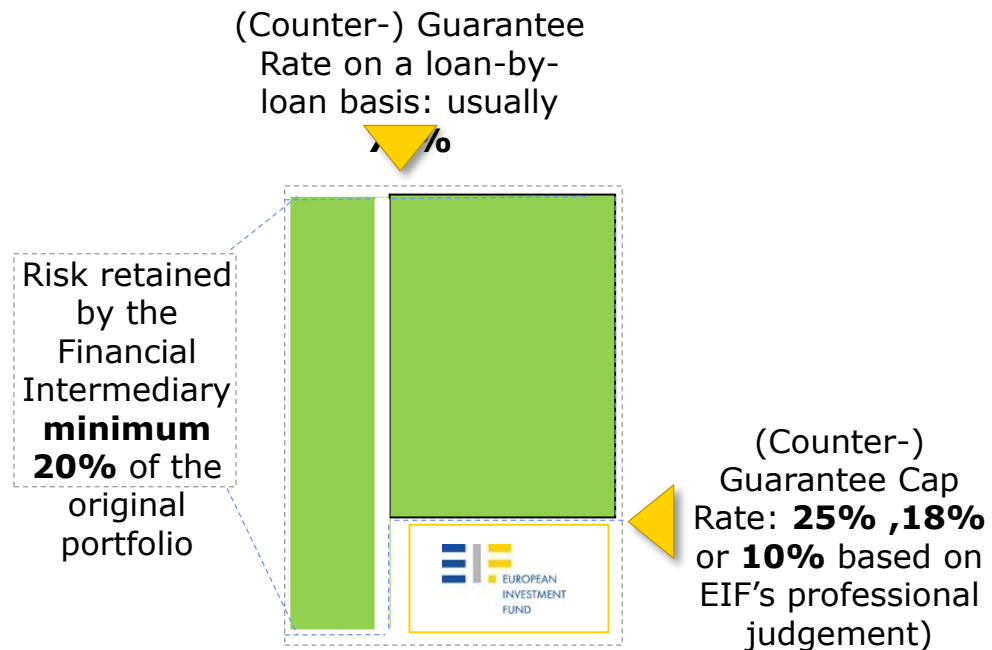 (Counter-) Guarantee
Rate on a loan-by-
loan basis: usually
Risk retained
by the
Financial
Intermediary
minimum
20% of the
original
portfolio
EIF
EUROPEAN
INVESTMENT
FUND
(Counter-)
Guarantee Cap
Rate: 25% ,18%
or 10% based on
EIF’s professional
judgement)